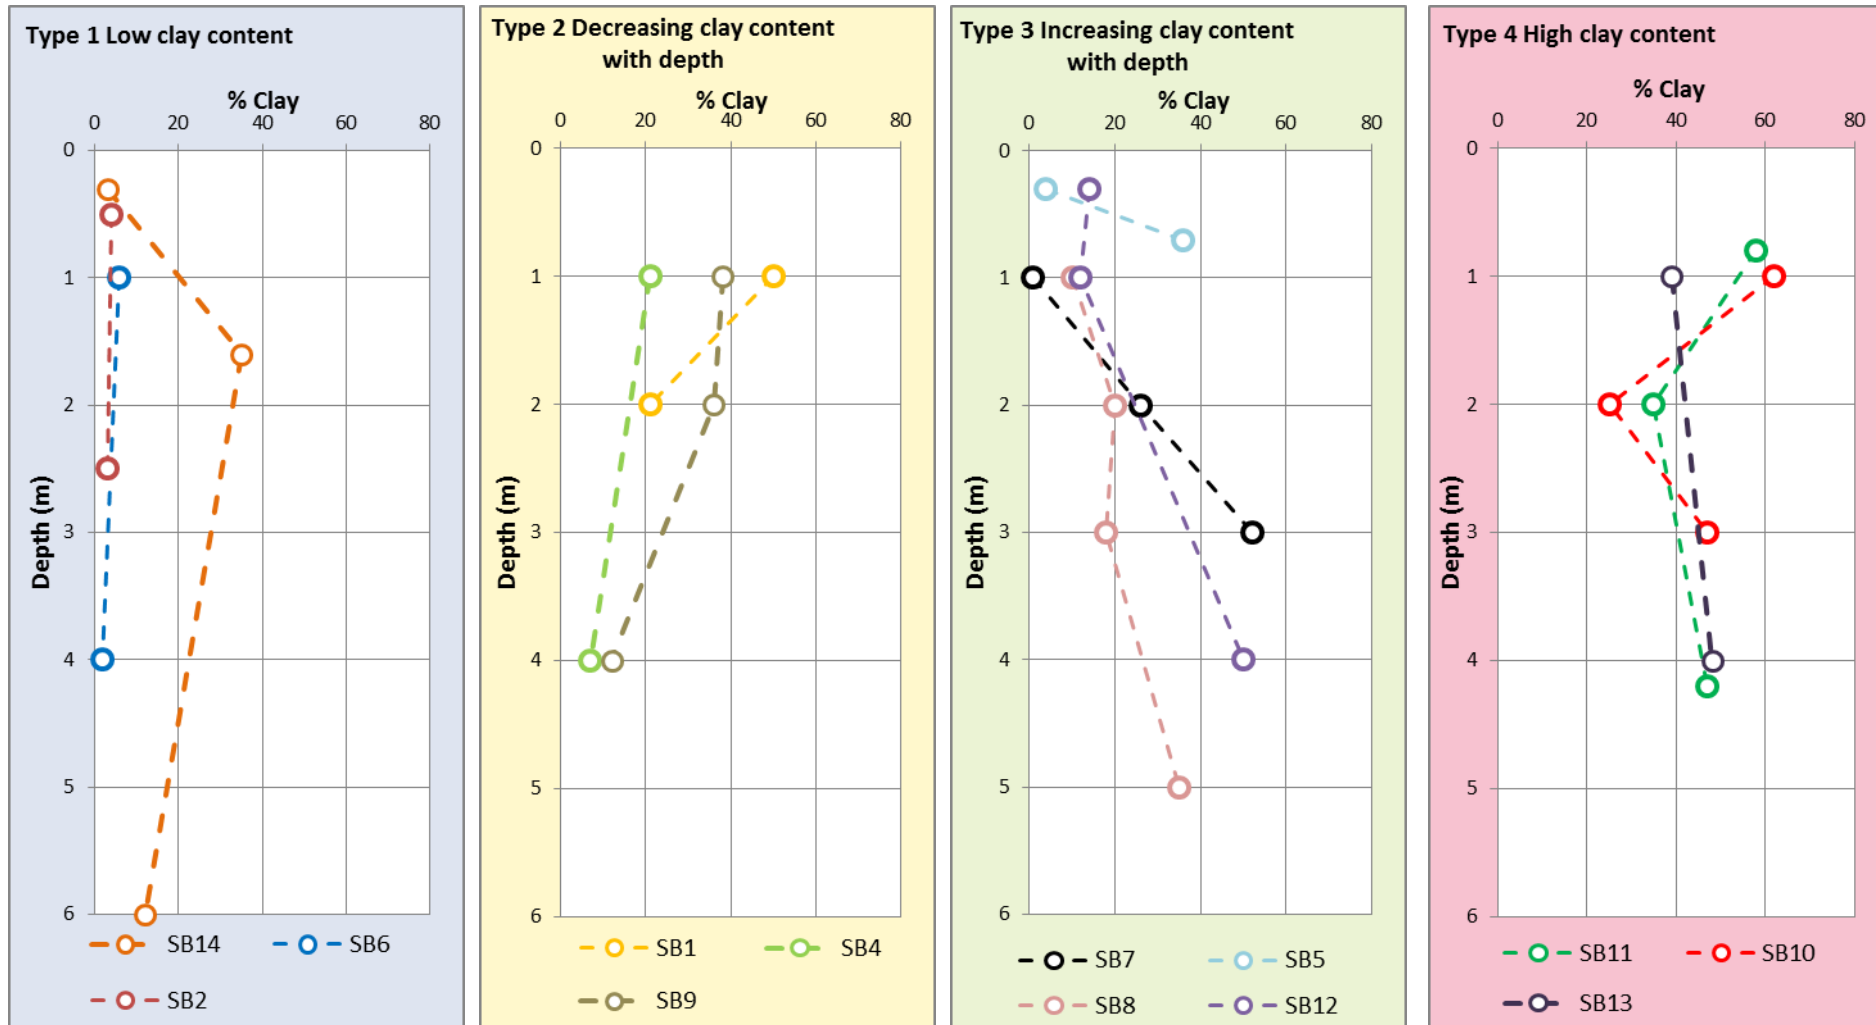 Type 1 Low clay content
% Clay
0 20 40 60 80
0
1
2
3
4
5
6
Depth (m)
SB14 SB6
SB2
Type 2 Decreasing clay content
with depth
% Clay
0 20 40 60 80
0
1
2
3
4
5
6
Depth (m)
SB1 SB4
SB9
Type 3 Increasing clay content
with depth
% Clay
0 20 40 60 80
0
1
2
3
4
5
6
Depth (m)
SB7 SB5
SB8 SB12
Type 4 High clay content
% Clay
0 20 40 60 80
0
1
2
3
4
5
6
Depth (m)
SB11 SB10
SB13